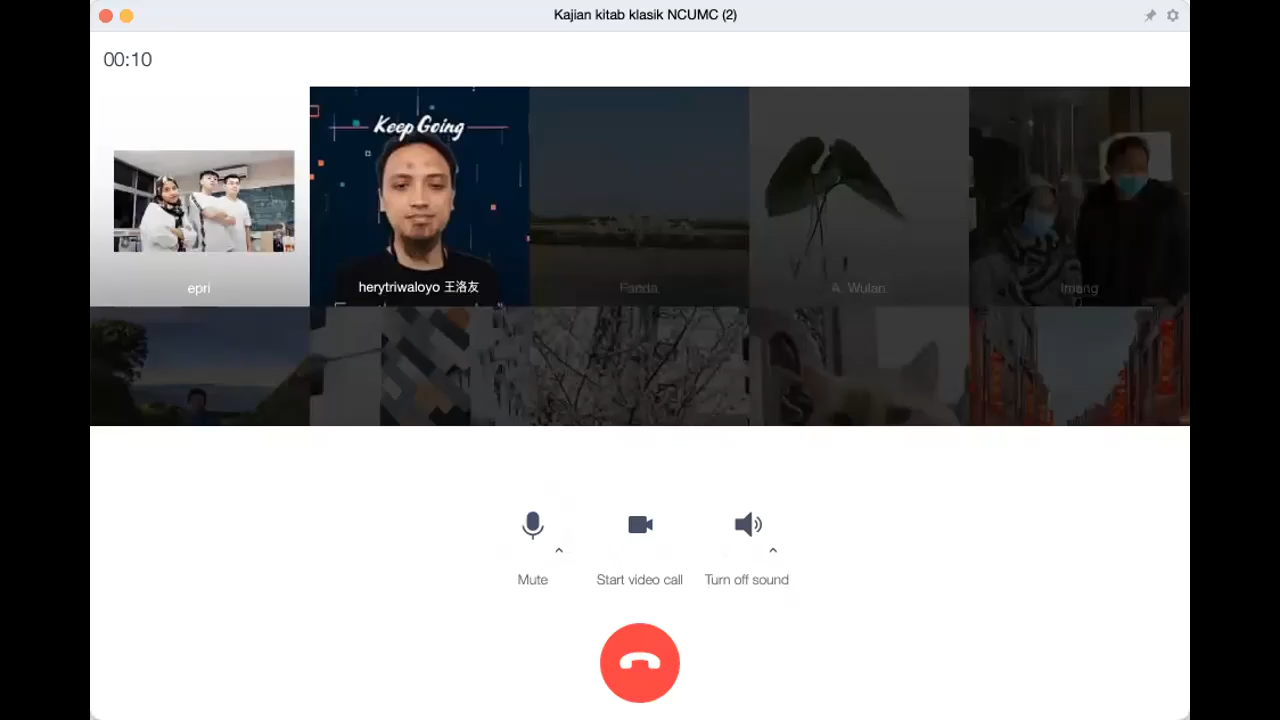 Kajian kitab klasik NCUMC (2)
00:10
Keep Going
epri
herytriwaloyo 王洛友
Farida
A. Wulan
Imang
Mute
Start video call
Turn off sound